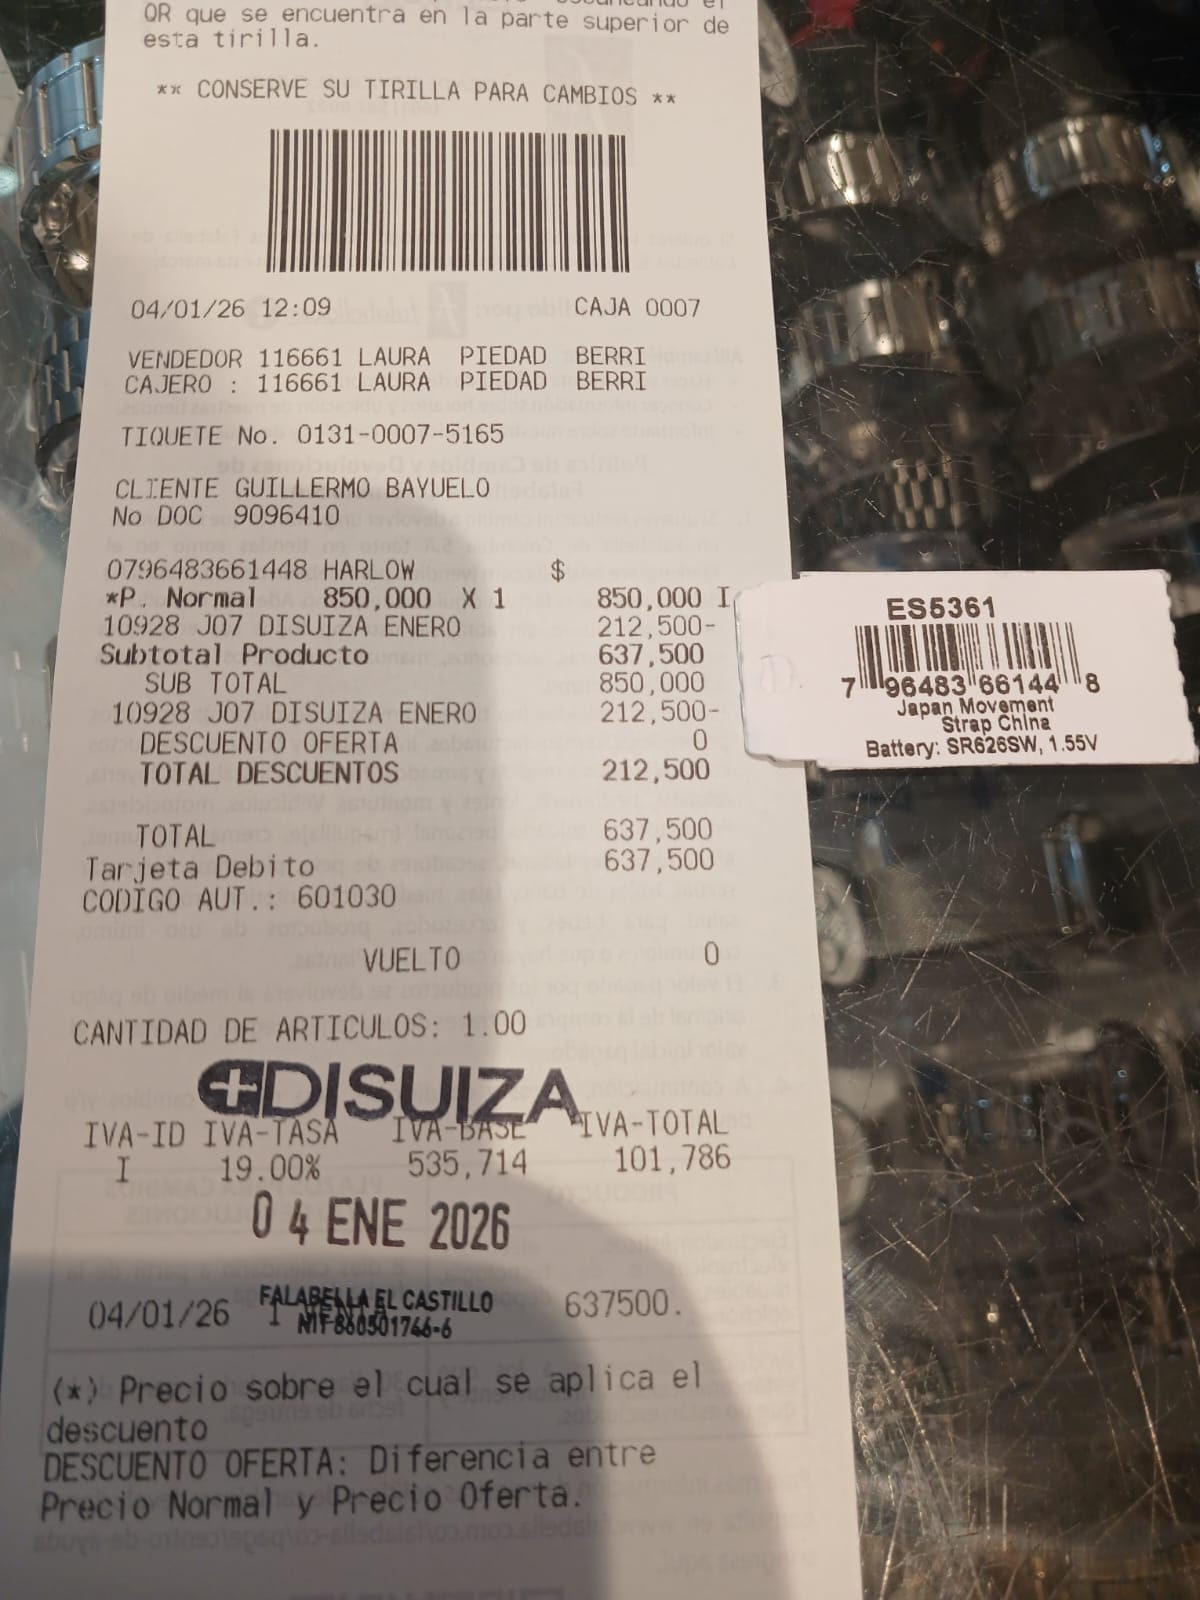 QR que se encuentra en la parte superior de
esta tirilla.
** CONSERVE SU TIRILLA PARA CAMBIOS **
04/01/26 12:09 CAJA 0007
VENDEDOR 116661 LAURA PIEDAD BERRI
CAJERO : 116661 LAURA PIEDAD BERRI
TIQUETE No. 0131-0007-5165
CLIENTE GUILLERMO BAYUELO
No DOC 9096410
0796483661448 HARLOW $
*P. Normal 850,000 X 1 850,000 I
10928 J07 DISUIZA ENERO 212,500-
Subtotal Producto 637,500
SUB TOTAL 850,000
10928 J07 DISUIZA ENERO 212,500-
DESCUENTO OFERTA 0
TOTAL DESCUENTOS 212,500
TOTAL 637,500
Tarjeta Debito 637,500
CODIGO AUT.: 601030
VUELTO 0
CANTIDAD DE ARTICULOS: 1.00
DISUIZA
IVA-ID IVA-TASA IVA-BASE IVA-TOTAL
I 19.00% 535,714 101,786
04 ENE 2026
FALABELLA EL CASTILLO
04/01/26 1 637500.
NIT 860501746-6
(*) Precio sobre el cual se aplica el
descuento
DESCUENTO OFERTA: Diferencia entre
Precio Normal y Precio Oferta.
ES5361
7 96483 66144 8
Japan Movement
Strap China
Battery: SR626SW, 1.55V